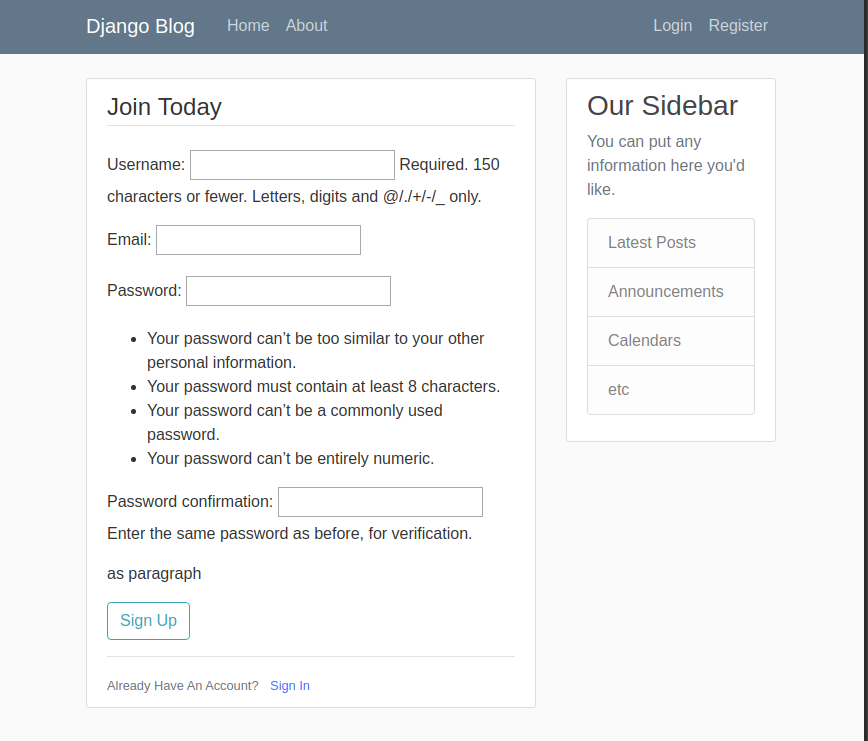 Django Blog Home About Login Register
Join Today
Username: Required. 150
characters or fewer. Letters, digits and @/./+/-/_ only.
Email:
Password:
Your password can’t be too similar to your other
personal information.
Your password must contain at least 8 characters.
Your password can’t be a commonly used
password.
Your password can’t be entirely numeric.
Password confirmation:
Enter the same password as before, for verification.
as paragraph
Sign Up
Already Have An Account? Sign In
Our Sidebar
You can put any
information here you'd
like.
Latest Posts
Announcements
Calendars
etc